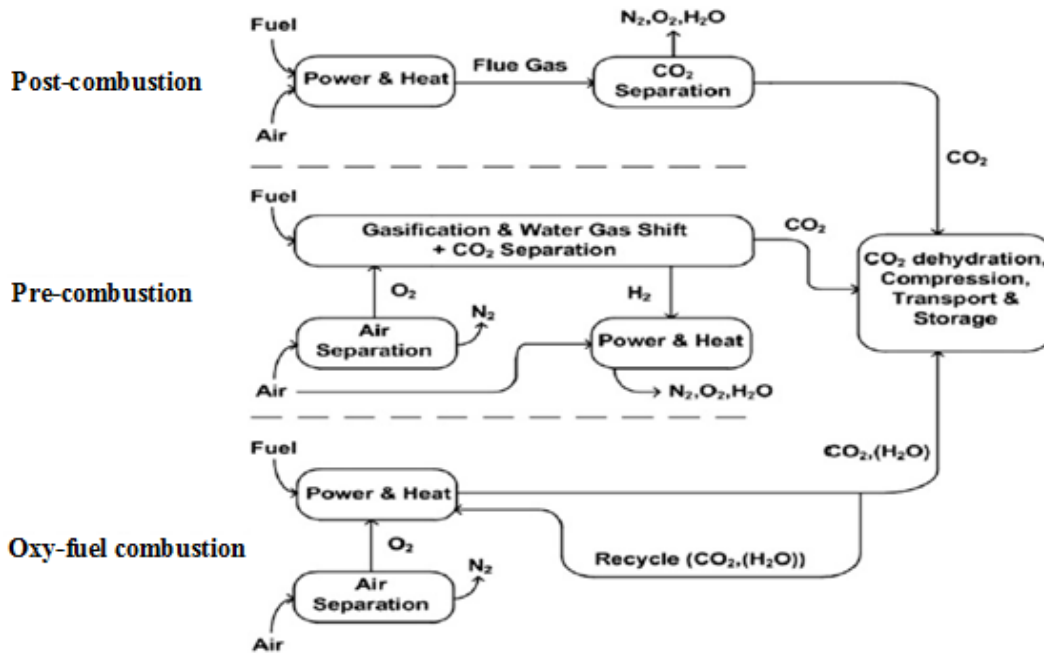 N₂,O₂,H₂O
Fuel
Post-combustion
Power & Heat
Flue Gas
CO₂
Separation
Air
CO₂
Fuel
Gasification & Water Gas Shift
+ CO₂ Separation
CO₂
CO₂ dehydration,
Compression,
Transport &
Storage
Pre-combustion
O₂
N₂
H₂
Air
Separation
Power & Heat
Air
N₂,O₂,H₂O
Fuel
CO₂,(H₂O)
Power & Heat
Oxy-fuel combustion
O₂
N₂
Recycle (CO₂,(H₂O))
Air
Separation
Air